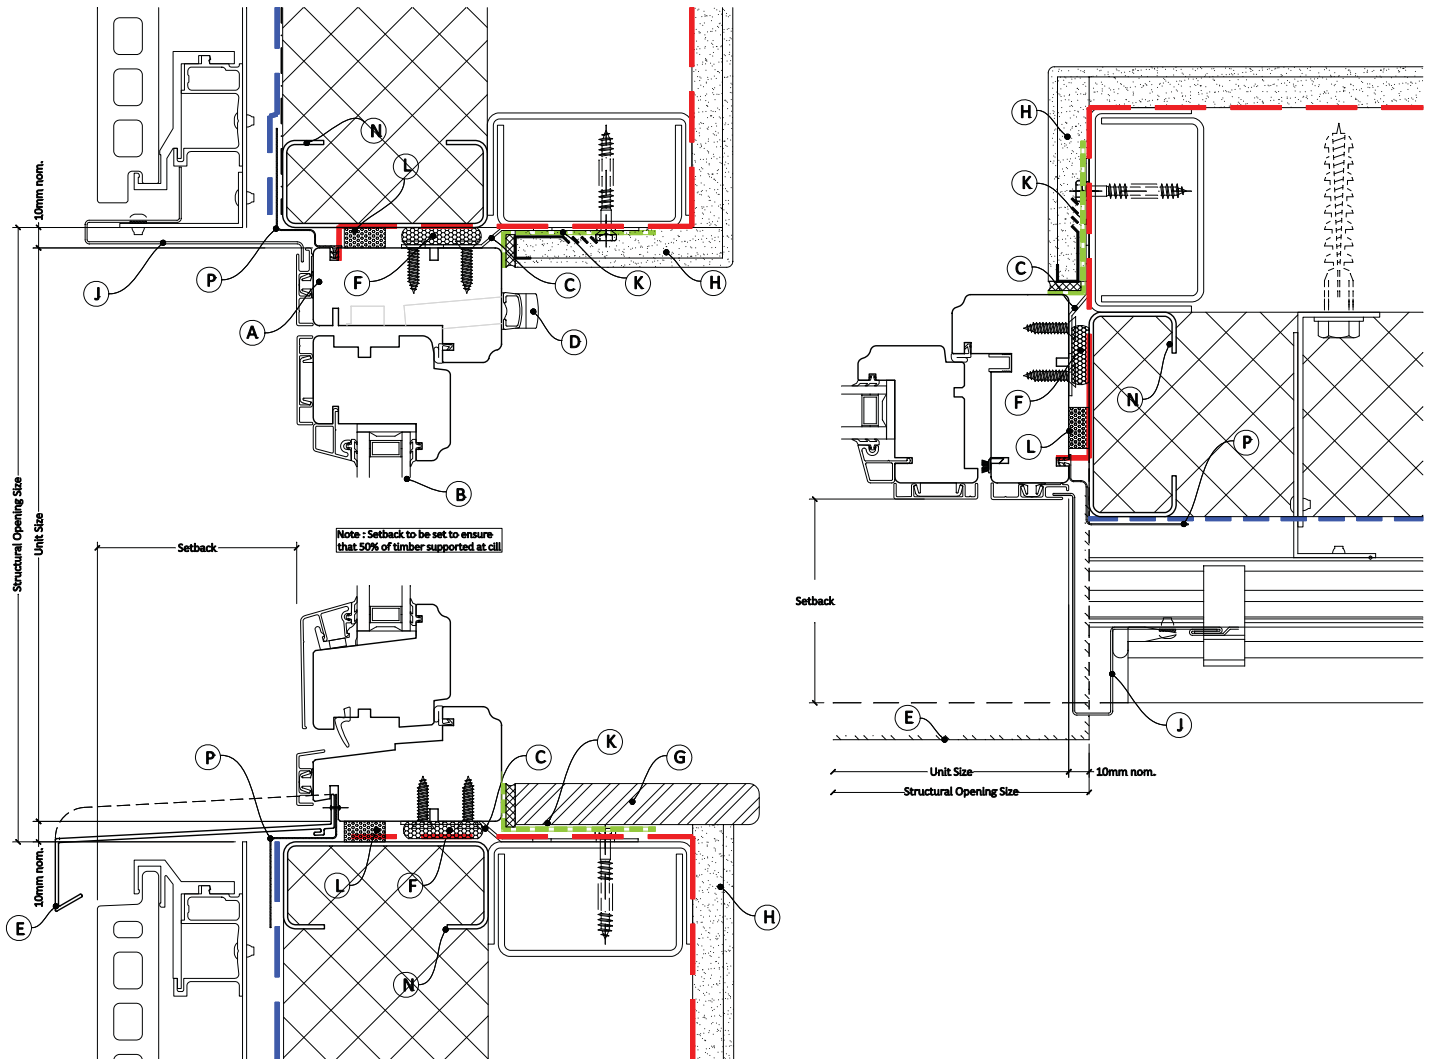 N
L
10mm nom.
P
J
P
F
C
K
H
A
D
B
Structural Opening Size
Unit Size
Setback
Note : Setback to be set to ensure
that 50% of timber supported at cill
P
C
K
G
10mm nom.
L
F
E
H
N
H
K
C
N
F
L
P
Setback
E
J
Unit Size
10mm nom.
Structural Opening Size